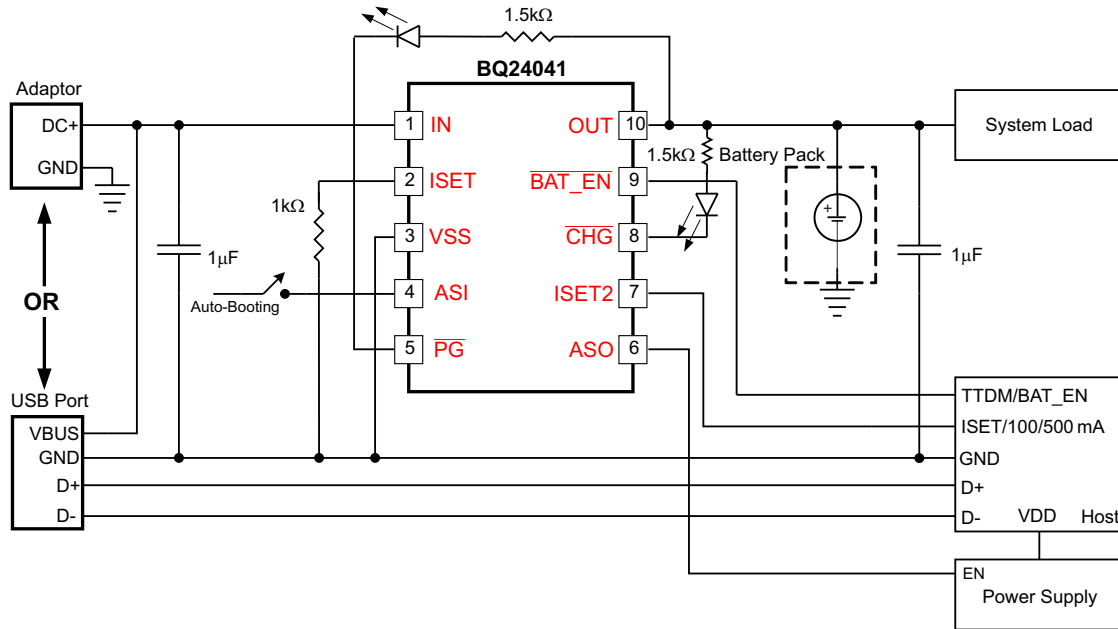 1.5kΩ
BQ24041
Adaptor
DC+
GND
1 IN
OUT 10
System Load
1.5kΩ
Battery Pack
2 ISET
BAT_EN 9
1kΩ
+
3 VSS
CHG 8
1μF
1μF
4 ASI
ISET2 7
Auto-Booting
OR
5 PG
ASO 6
USB Port
TTDM/BAT_EN
VBUS
ISET/100/500 mA
GND
GND
D+
D+
D-
D-
VDD
Host
EN
Power Supply